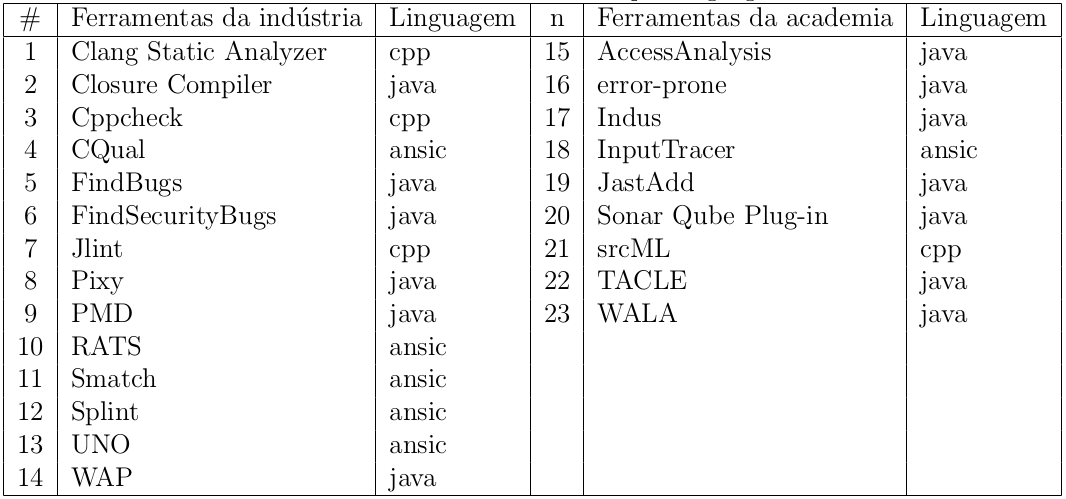 # Ferramentas da indústria Linguagem n Ferramentas da academia Linguagem
1 Clang Static Analyzer cpp 15 AccessAnalysis java
2 Closure Compiler java 16 error-prone java
3 Cppcheck cpp 17 Indus java
4 CQual ansic 18 InputTracer ansic
5 FindBugs java 19 JastAdd java
6 FindSecurityBugs java 20 Sonar Qube Plug-in java
7 Jlint cpp 21 srcML cpp
8 Pixy java 22 TACLE java
9 PMD java 23 WALA java
10 RATS ansic
11 Smatch ansic
12 Splint ansic
13 UNO ansic
14 WAP java